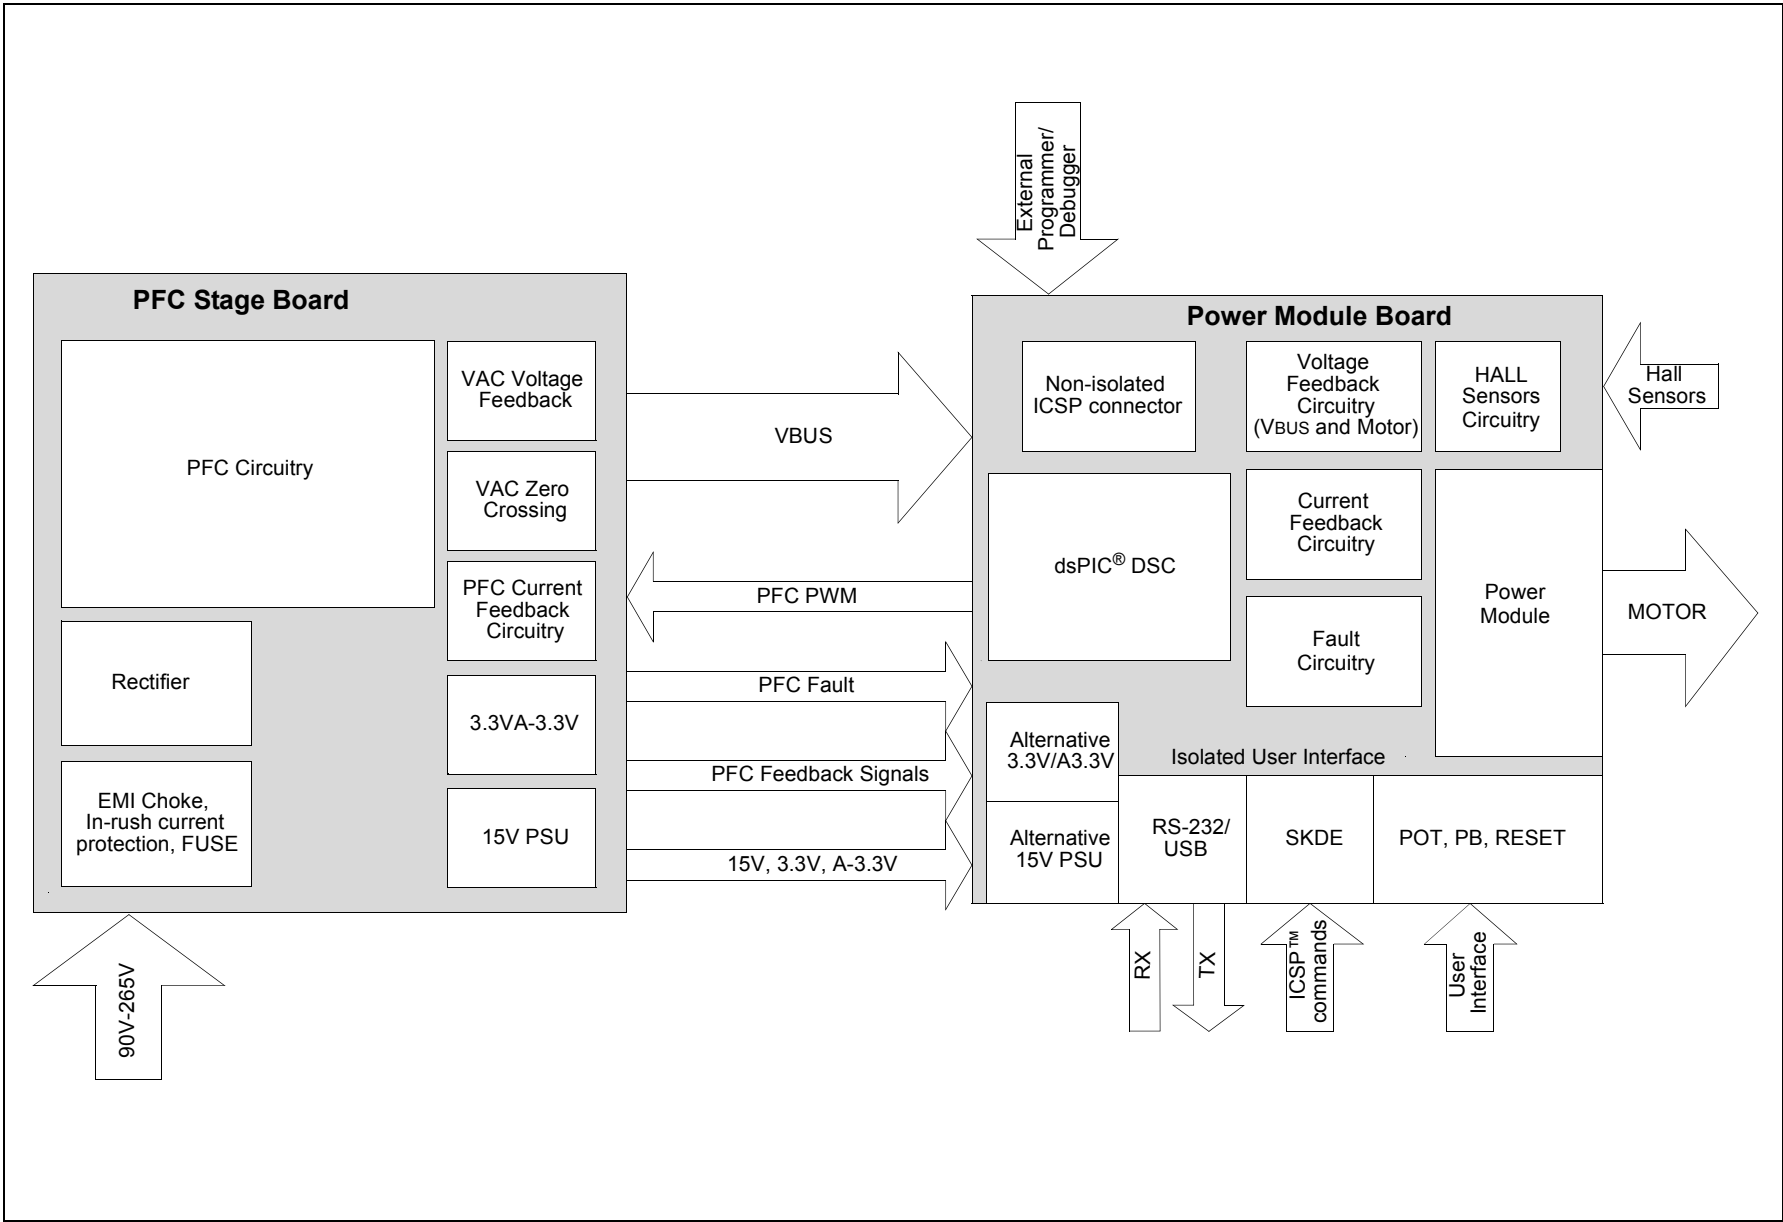 External
Programmer/
Debugger
PFC Stage Board
PFC Circuitry
VAC Voltage
Feedback
VAC Zero
Crossing
PFC Current
Feedback
Circuitry
Rectifier
3.3VA-3.3V
EMI Choke,
In-rush current
protection, FUSE
15V PSU
90V-265V
VBUS
PFC PWM
PFC Fault
PFC Feedback Signals
15V, 3.3V, A-3.3V
Power Module Board
Non-isolated
ICSP connector
Voltage
Feedback
Circuitry
(VBUS and Motor)
HALL
Sensors
Circuitry
Hall
Sensors
dsPIC® DSC
Current
Feedback
Circuitry
Fault
Circuitry
Power
Module
MOTOR
Alternative
3.3V/A3.3V
Isolated User Interface
Alternative
15V PSU
RS-232/
USB
SKDE
POT, PB, RESET
RX
TX
ICSP™
commands
User
Interface